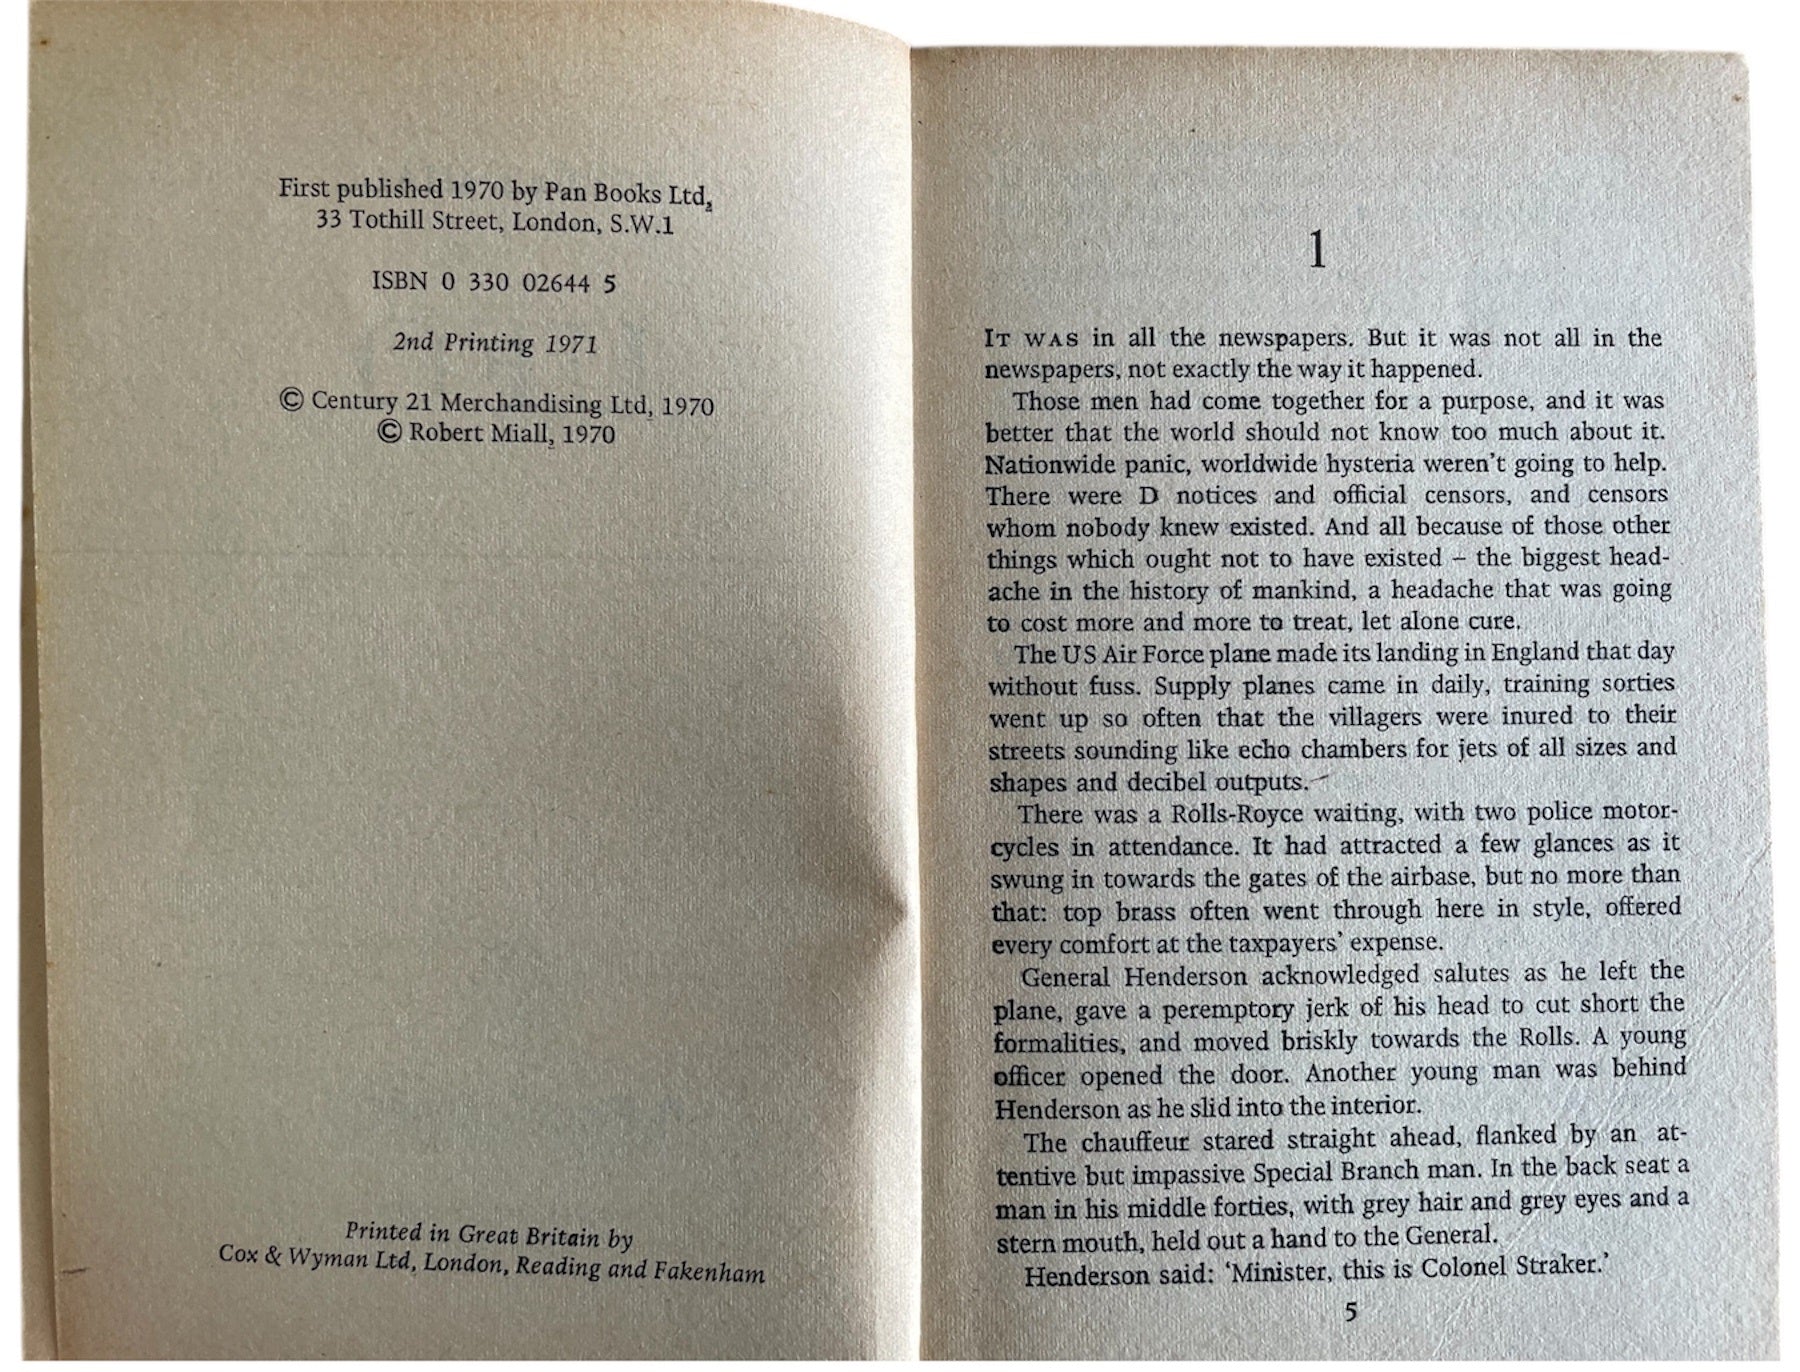 First published 1970 by Pan Books Ltd,
33 Tothill Street, London, S.W.1
ISBN 0 330 02644 5
2nd Printing 1971
© Century 21 Merchandising Ltd, 1970
© Robert Miall, 1970
Printed in Great Britain by
Cox & Wyman Ltd, London, Reading and Fakenham
1
IT WAS in all the newspapers. But it was not all in the
newspapers, not exactly the way it happened.
Those men had come together for a purpose, and it was
better that the world should not know too much about it.
Nationwide panic, worldwide hysteria weren't going to help.
There were D notices and official censors, and censors
whom nobody knew existed. And all because of those other
things which ought not to have existed – the biggest head-
ache in the history of mankind, a headache that was going
to cost more and more to treat, let alone cure.
The US Air Force plane made its landing in England that day
without fuss. Supply planes came in daily, training sorties
went up so often that the villagers were inured to their
streets sounding like echo chambers for jets of all sizes and
shapes and decibel outputs.
There was a Rolls-Royce waiting, with two police motor-
cycles in attendance. It had attracted a few glances as it
swung in towards the gates of the airbase, but no more than
that: top brass often went through here in style, offered
every comfort at the taxpayers' expense.
General Henderson acknowledged salutes as he left the
plane, gave a peremptory jerk of his head to cut short the
formalities, and moved briskly towards the Rolls. A young
officer opened the door. Another young man was behind
Henderson as he slid into the interior.
The chauffeur stared straight ahead, flanked by an at-
tentive but impassive Special Branch man. In the back seat a
man in his middle forties, with grey hair and grey eyes and a
stern mouth, held out a hand to the General.
Henderson said: 'Minister, this is Colonel Straker.'
5